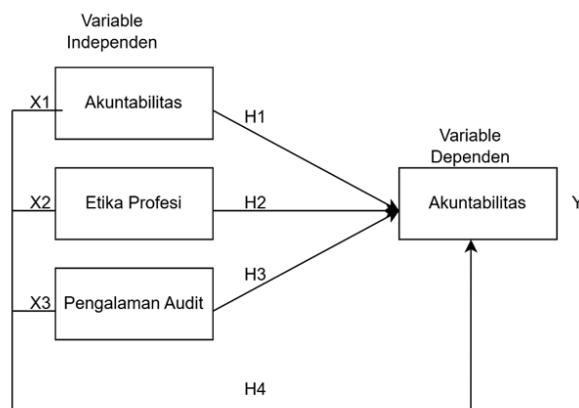 Variable
Independen
X1
Akuntabilitas
H1
Variable
Dependen
X2
Etika Profesi
H2
Akuntabilitas
Y
X3
Pengalaman Audit
H3
H4